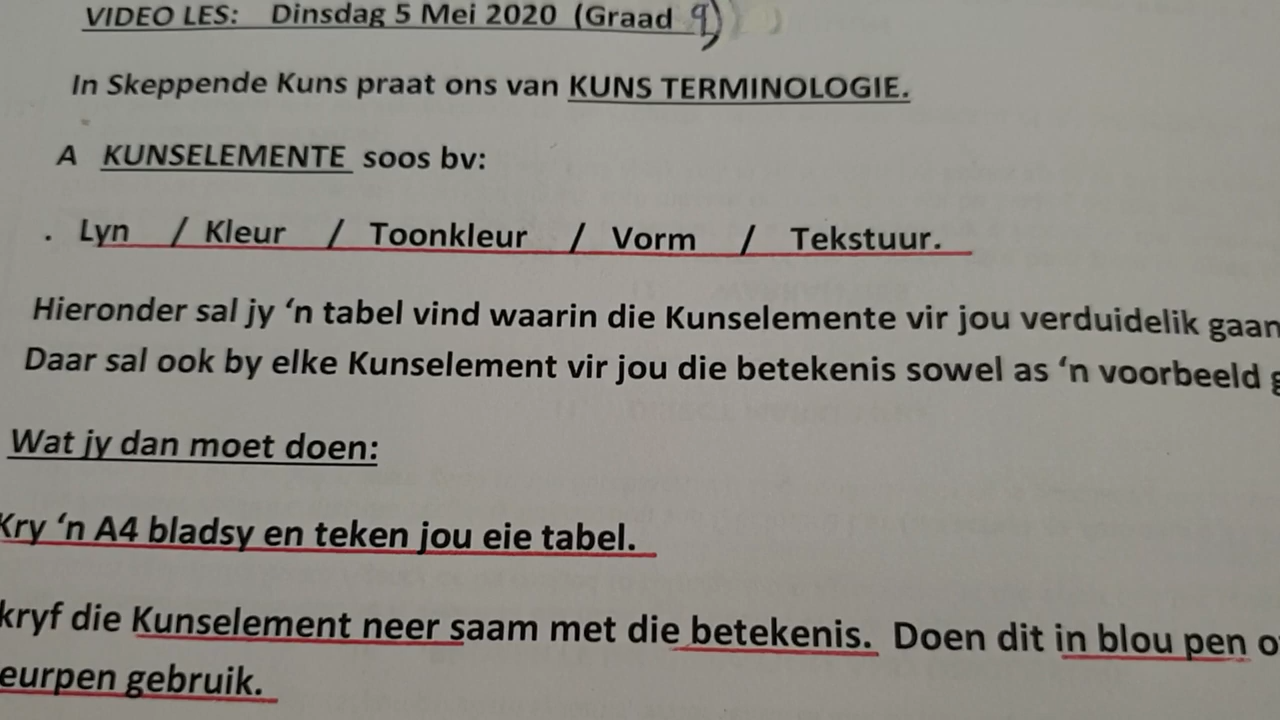 VIDEO LES: Dinsdag 5 Mei 2020 (Graad 9)
In Skeppende Kuns praat ons van KUNS TERMINOLOGIE.
A KUNSELEMENTE soos bv:
. Lyn / Kleur / Toonkleur / Vorm / Tekstuur.
Hieronder sal jy ‘n tabel vind waarin die Kunselemente vir jou verduidelik gaan
Daar sal ook by elke Kunselement vir jou die betekenis sowel as ‘n voorbeeld g
Wat jy dan moet doen:
Kry ‘n A4 bladsy en teken jou eie tabel.
kryf die Kunselement neer saam met die betekenis. Doen dit in blou pen o
eurpen gebruik.